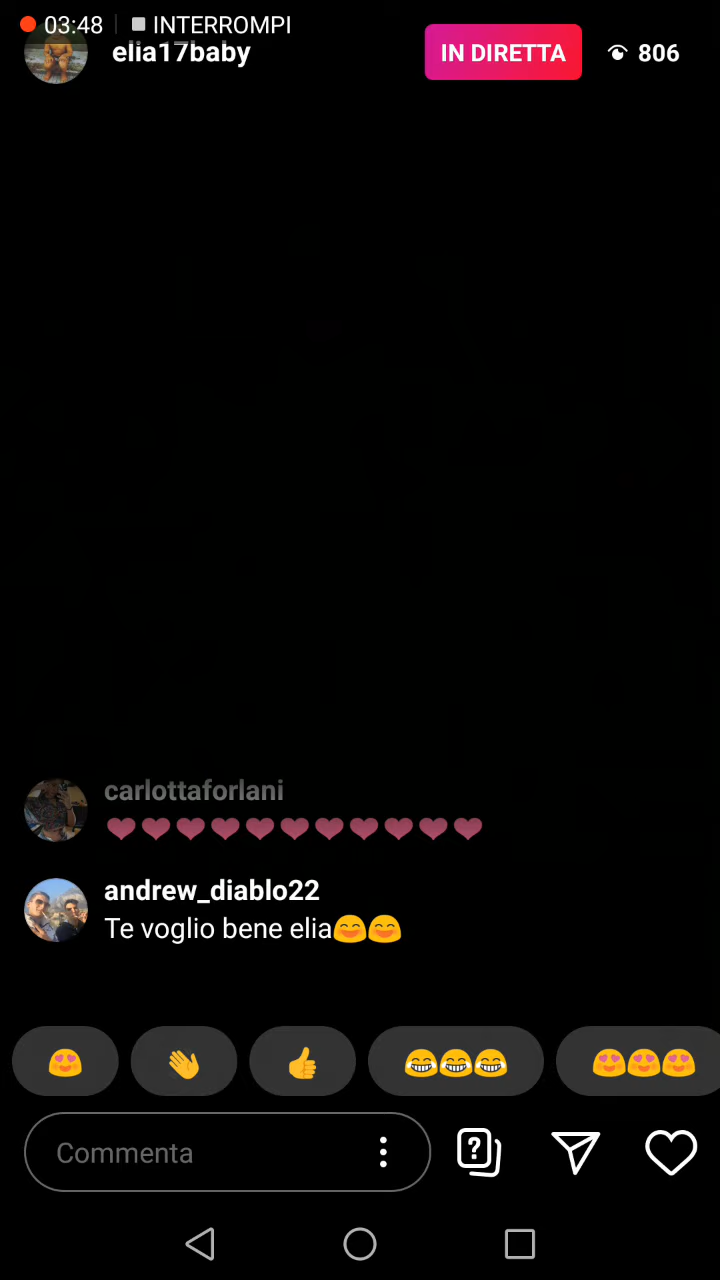 03:48 INTERROMPI
elia17baby IN DIRETTA 806
carlottaforlani
❤❤❤❤❤❤❤❤❤❤❤
andrew_diablo22
Te voglio bene elia😊😊
😍 👋 👍 😂😂😂 😍😍😍
Commenta